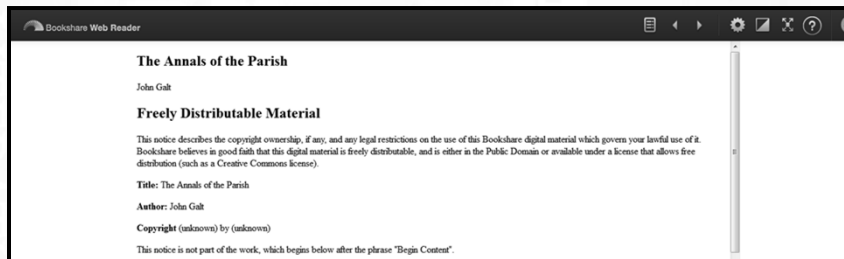 Bookshare Web Reader
?
The Annals of the Parish
John Galt
Freely Distributable Material
This notice describes the copyright ownership, if any, and any legal restrictions on the use of this Bookshare digital material which govern your lawful use of it.
Bookshare believes in good faith that this digital material is freely distributable, and is either in the Public Domain or available under a license that allows free
distribution (such as a Creative Commons license).
Title: The Annals of the Parish
Author: John Galt
Copyright (unknown) by (unknown)
This notice is not part of the work, which begins below after the phrase "Begin Content".